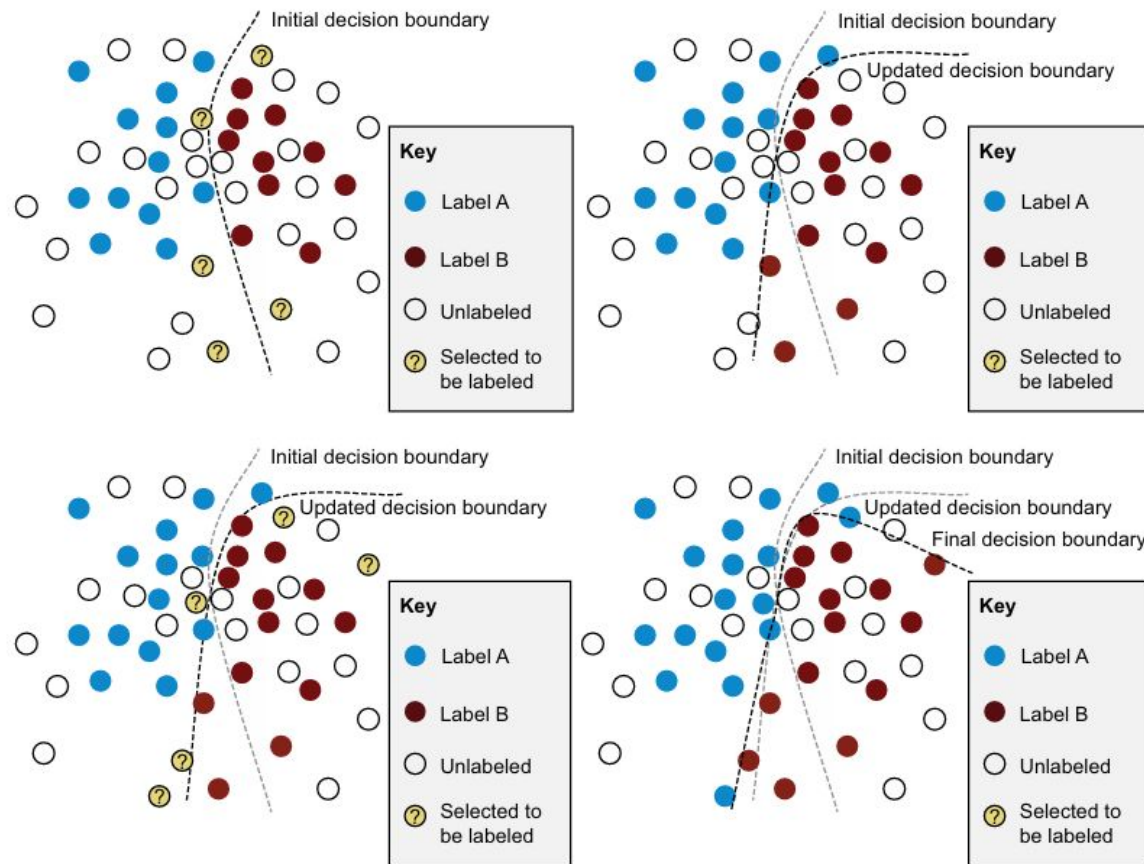 Initial decision boundary
?
?
?
?
?
Key
Label A
Label B
Unlabeled
? Selected to
be labeled
Initial decision boundary
Updated decision boundary
Key
Label A
Label B
Unlabeled
? Selected to
be labeled
Initial decision boundary
Updated decision boundary
?
?
?
?
?
Key
Label A
Label B
Unlabeled
? Selected to
be labeled
Initial decision boundary
Updated decision boundary
Final decision boundary
Key
Label A
Label B
Unlabeled
? Selected to
be labeled